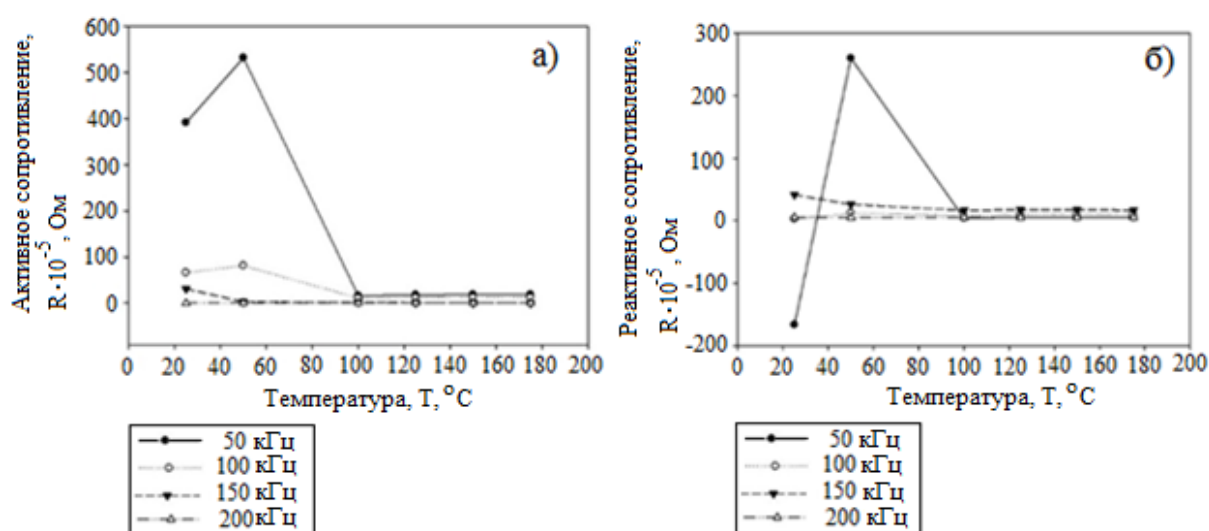 Активное сопротивление,
R·10⁻⁵ , Ом
600
500
400
300
200
100
0
а)
0 20 40 60 80 100 120 140 160 180 200
Температура, T, °C
50 кГц
100 кГц
150 кГц
200 кГц
Реактивное сопротивление,
R·10⁻⁵ , Ом
300
200
100
0
-100
-200
б)
0 20 40 60 80 100 120 140 160 180 200
Температура, T, °C
50 кГц
100 кГц
150 кГц
200 кГц